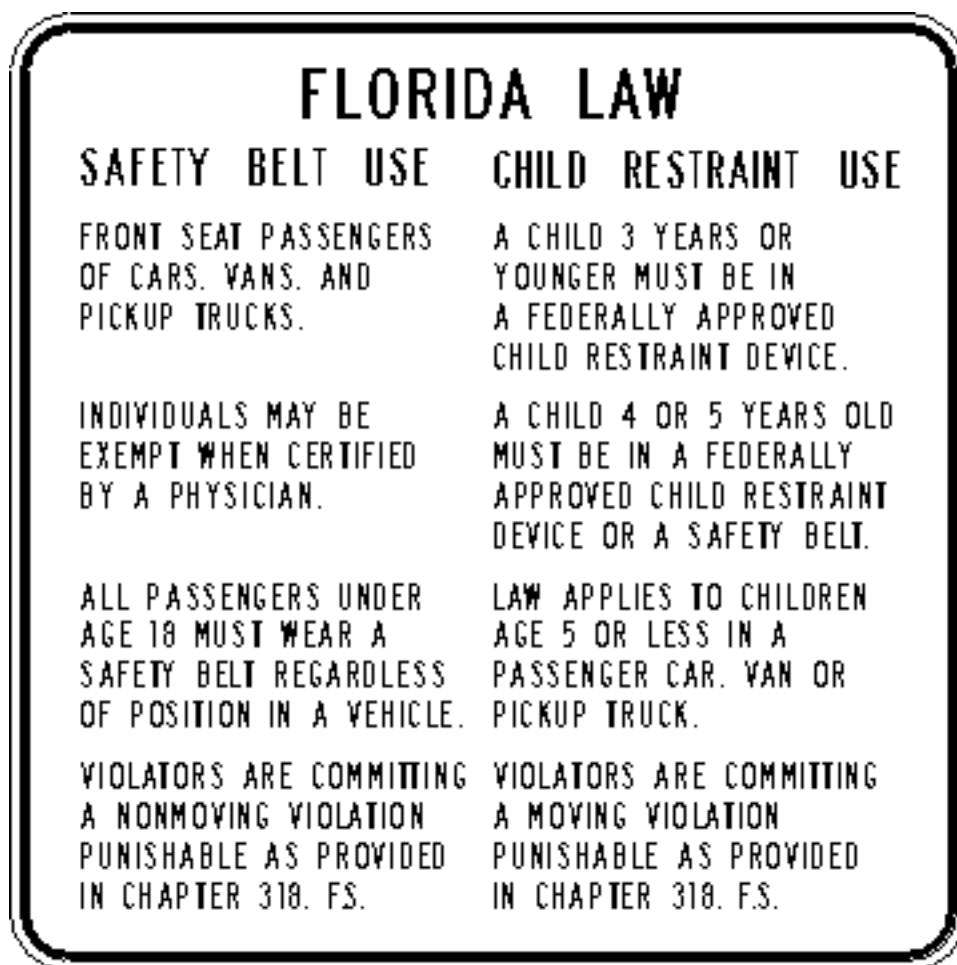 FLORIDA LAW
SAFETY BELT USE
FRONT SEAT PASSENGERS
OF CARS, VANS, AND
PICKUP TRUCKS.
INDIVIDUALS MAY BE
EXEMPT WHEN CERTIFIED
BY A PHYSICIAN.
ALL PASSENGERS UNDER
AGE 18 MUST WEAR A
SAFETY BELT REGARDLESS
OF POSITION IN A VEHICLE.
VIOLATORS ARE COMMITTING
A NONMOVING VIOLATION
PUNISHABLE AS PROVIDED
IN CHAPTER 318, F.S.
CHILD RESTRAINT USE
A CHILD 3 YEARS OR
YOUNGER MUST BE IN
A FEDERALLY APPROVED
CHILD RESTRAINT DEVICE.
A CHILD 4 OR 5 YEARS OLD
MUST BE IN A FEDERALLY
APPROVED CHILD RESTRAINT
DEVICE OR A SAFETY BELT.
LAW APPLIES TO CHILDREN
AGE 5 OR LESS IN A
PASSENGER CAR, VAN OR
PICKUP TRUCK.
VIOLATORS ARE COMMITTING
A MOVING VIOLATION
PUNISHABLE AS PROVIDED
IN CHAPTER 318, F.S.